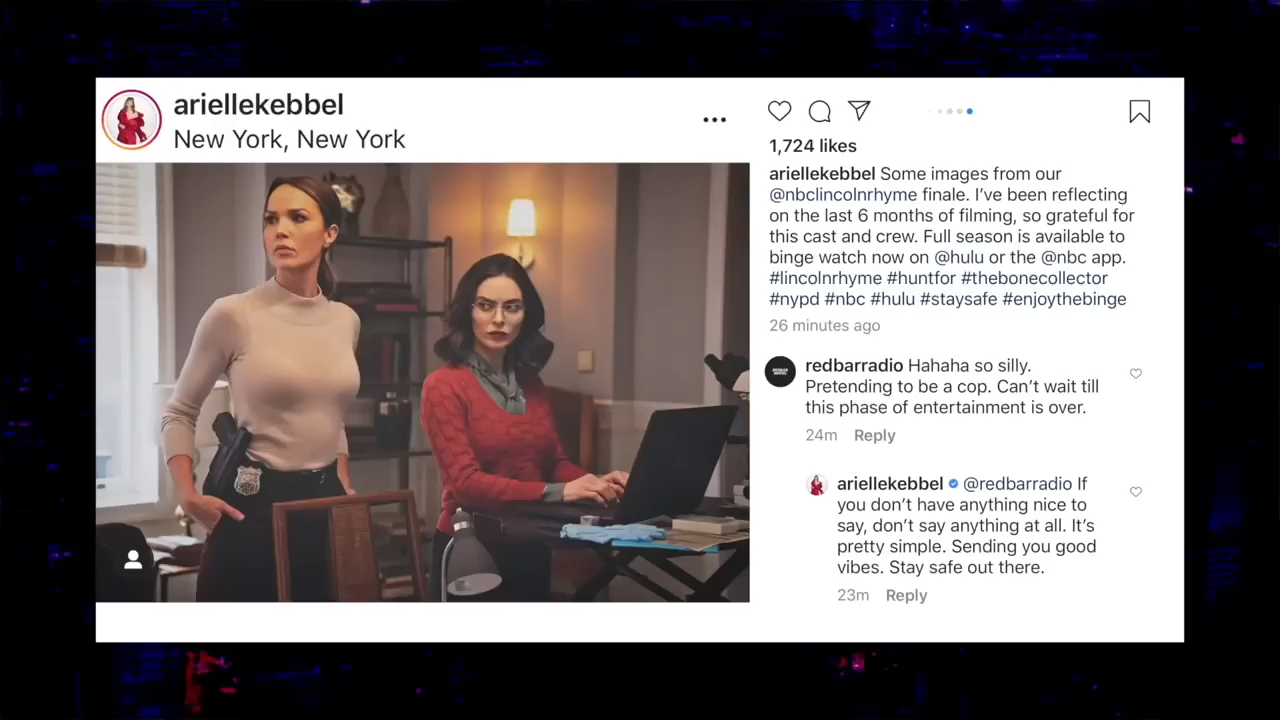 ariellekebbel
New York, New York
1,724 likes
ariellekebbel Some images from our
@nbclincolnrhyme finale. I've been reflecting
on the last 6 months of filming, so grateful for
this cast and crew. Full season is available to
binge watch now on @hulu or the @nbc app.
#lincolnrhyme #huntfor #thebonecollector
#nypd #nbc #hulu #staysafe #enjoythebinge
26 minutes ago
redbarradio Hahaha so silly.
Pretending to be a cop. Can't wait till
this phase of entertainment is over.
24m Reply
ariellekebbel @redbarradio If
you don't have anything nice to
say, don't say anything at all. It's
pretty simple. Sending you good
vibes. Stay safe out there.
23m Reply